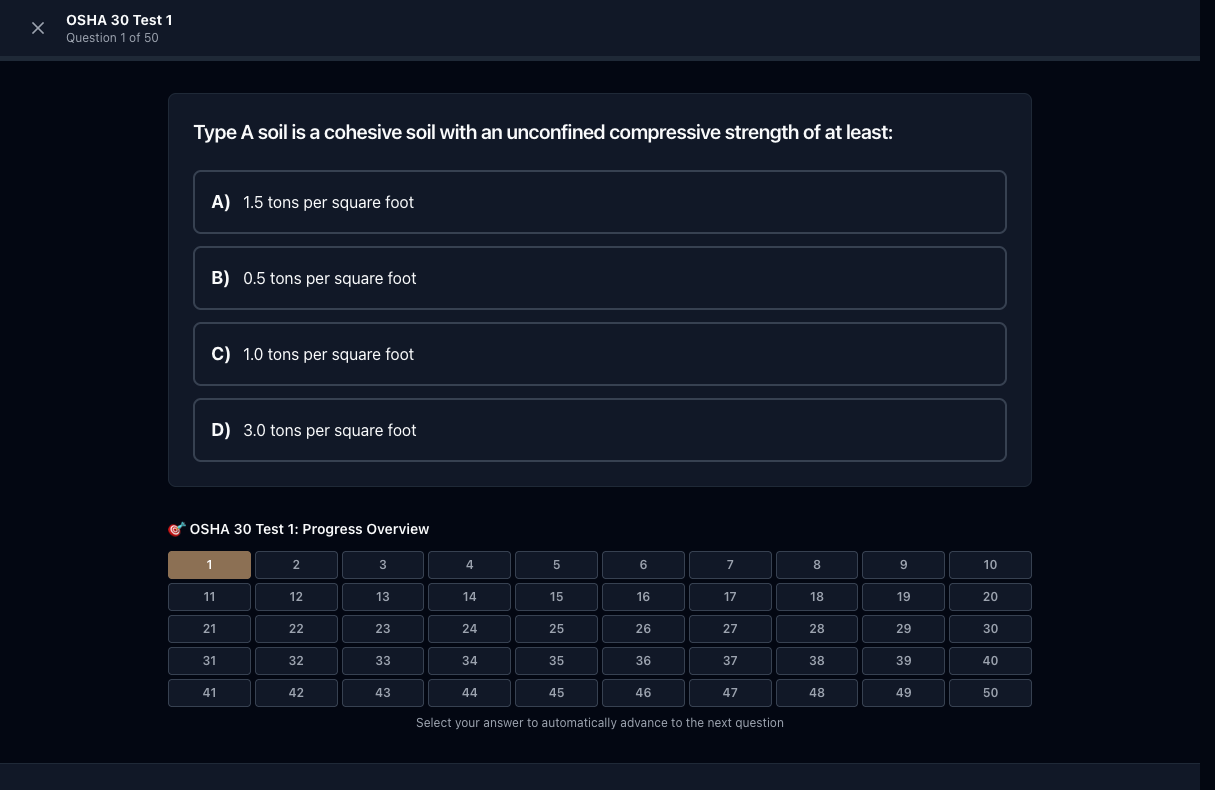 OSHA 30 Test 1
Question 1 of 50
Type A soil is a cohesive soil with an unconfined compressive strength of at least:
A) 1.5 tons per square foot
B) 0.5 tons per square foot
C) 1.0 tons per square foot
D) 3.0 tons per square foot
🎯 OSHA 30 Test 1: Progress Overview
1 2 3 4 5 6 7 8 9 10
11 12 13 14 15 16 17 18 19 20
21 22 23 24 25 26 27 28 29 30
31 32 33 34 35 36 37 38 39 40
41 42 43 44 45 46 47 48 49 50
Select your answer to automatically advance to the next question